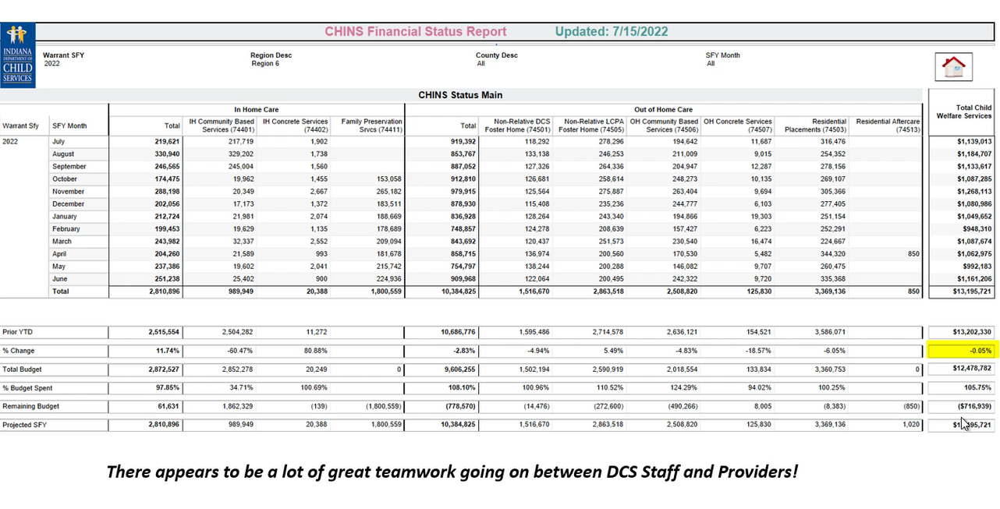 CHINS Financial Status Report Updated: 7/15/2022
INDIANA
DEPARTMENT OF
CHILD
SERVICES
Warrant SFY Region Desc County Desc SFY Month
2022 Region 6 All All
CHINS Status Main
In Home Care Out of Home Care Total Child Welfare Services
Warrant Sfy SFY Month Total IH Community Based Services (74401) IH Concrete Services (74402) Family Preservation Srvcs (74411) Total Non-Relative DCS Foster Home (74501) Non-Relative LCPA Foster Home (74505) OH Community Based Services (74506) OH Concrete Services (74507) Residential Placements (74503) Residential Aftercare (74513)
2022 July 219,621 217,719 1,902 919,392 118,292 278,296 194,642 11,687 316,476 $1,139,013
August 330,940 329,202 1,738 853,767 133,138 246,253 211,009 9,015 254,352 $1,184,707
September 246,565 245,004 1,560 887,052 127,326 264,336 204,947 12,287 278,156 $1,133,617
October 174,475 19,962 1,455 153,058 912,810 126,681 258,614 248,273 10,135 269,107 $1,087,285
November 288,198 20,349 2,667 265,182 979,915 125,564 275,887 263,404 9,694 305,366 $1,268,113
December 202,056 17,173 1,372 183,511 878,930 115,408 235,236 244,777 6,103 277,405 $1,080,986
January 212,724 21,981 2,074 188,669 836,928 128,264 243,340 194,866 19,303 251,154 $1,049,652
February 199,453 19,629 1,135 178,689 748,857 124,278 208,639 157,427 6,223 252,291 $948,310
March 243,982 32,337 2,552 209,094 843,692 120,437 251,573 230,540 16,474 224,667 $1,087,674
April 204,260 21,589 993 181,678 858,715 136,974 200,560 170,530 5,482 344,320 850 $1,062,975
May 237,386 19,602 2,041 215,742 754,797 138,244 200,288 146,082 9,707 260,475 $992,183
June 251,238 25,402 900 224,936 909,968 122,064 200,495 242,322 9,720 335,368 $1,161,206
Total 2,810,896 989,949 20,388 1,800,559 10,384,825 1,516,670 2,863,518 2,508,820 125,830 3,369,136 850 $13,195,721
Prior YTD 2,515,554 2,504,282 11,272 10,686,776 1,595,486 2,714,578 2,636,121 154,521 3,586,071 $13,202,330
% Change 11.74% -60.47% 80.88% -2.83% -4.94% 5.49% -4.83% -18.57% -6.05% -0.05%
Total Budget 2,872,527 2,852,278 20,249 0 9,606,255 1,502,194 2,590,919 2,018,554 133,834 3,360,753 0 $12,478,782
% Budget Spent 97.85% 34.71% 100.69% 108.10% 100.96% 110.52% 124.29% 94.02% 100.25% 105.75%
Remaining Budget 61,631 1,862,329 (139) (1,800,559) (778,570) (14,476) (272,600) (490,266) 8,005 (8,383) (850) ($716,939)
Projected SFY 2,810,896 989,949 20,388 1,800,559 10,384,825 1,516,670 2,863,518 2,508,820 125,830 3,369,136 1,020
There appears to be a lot of great teamwork going on between DCS Staff and Providers!